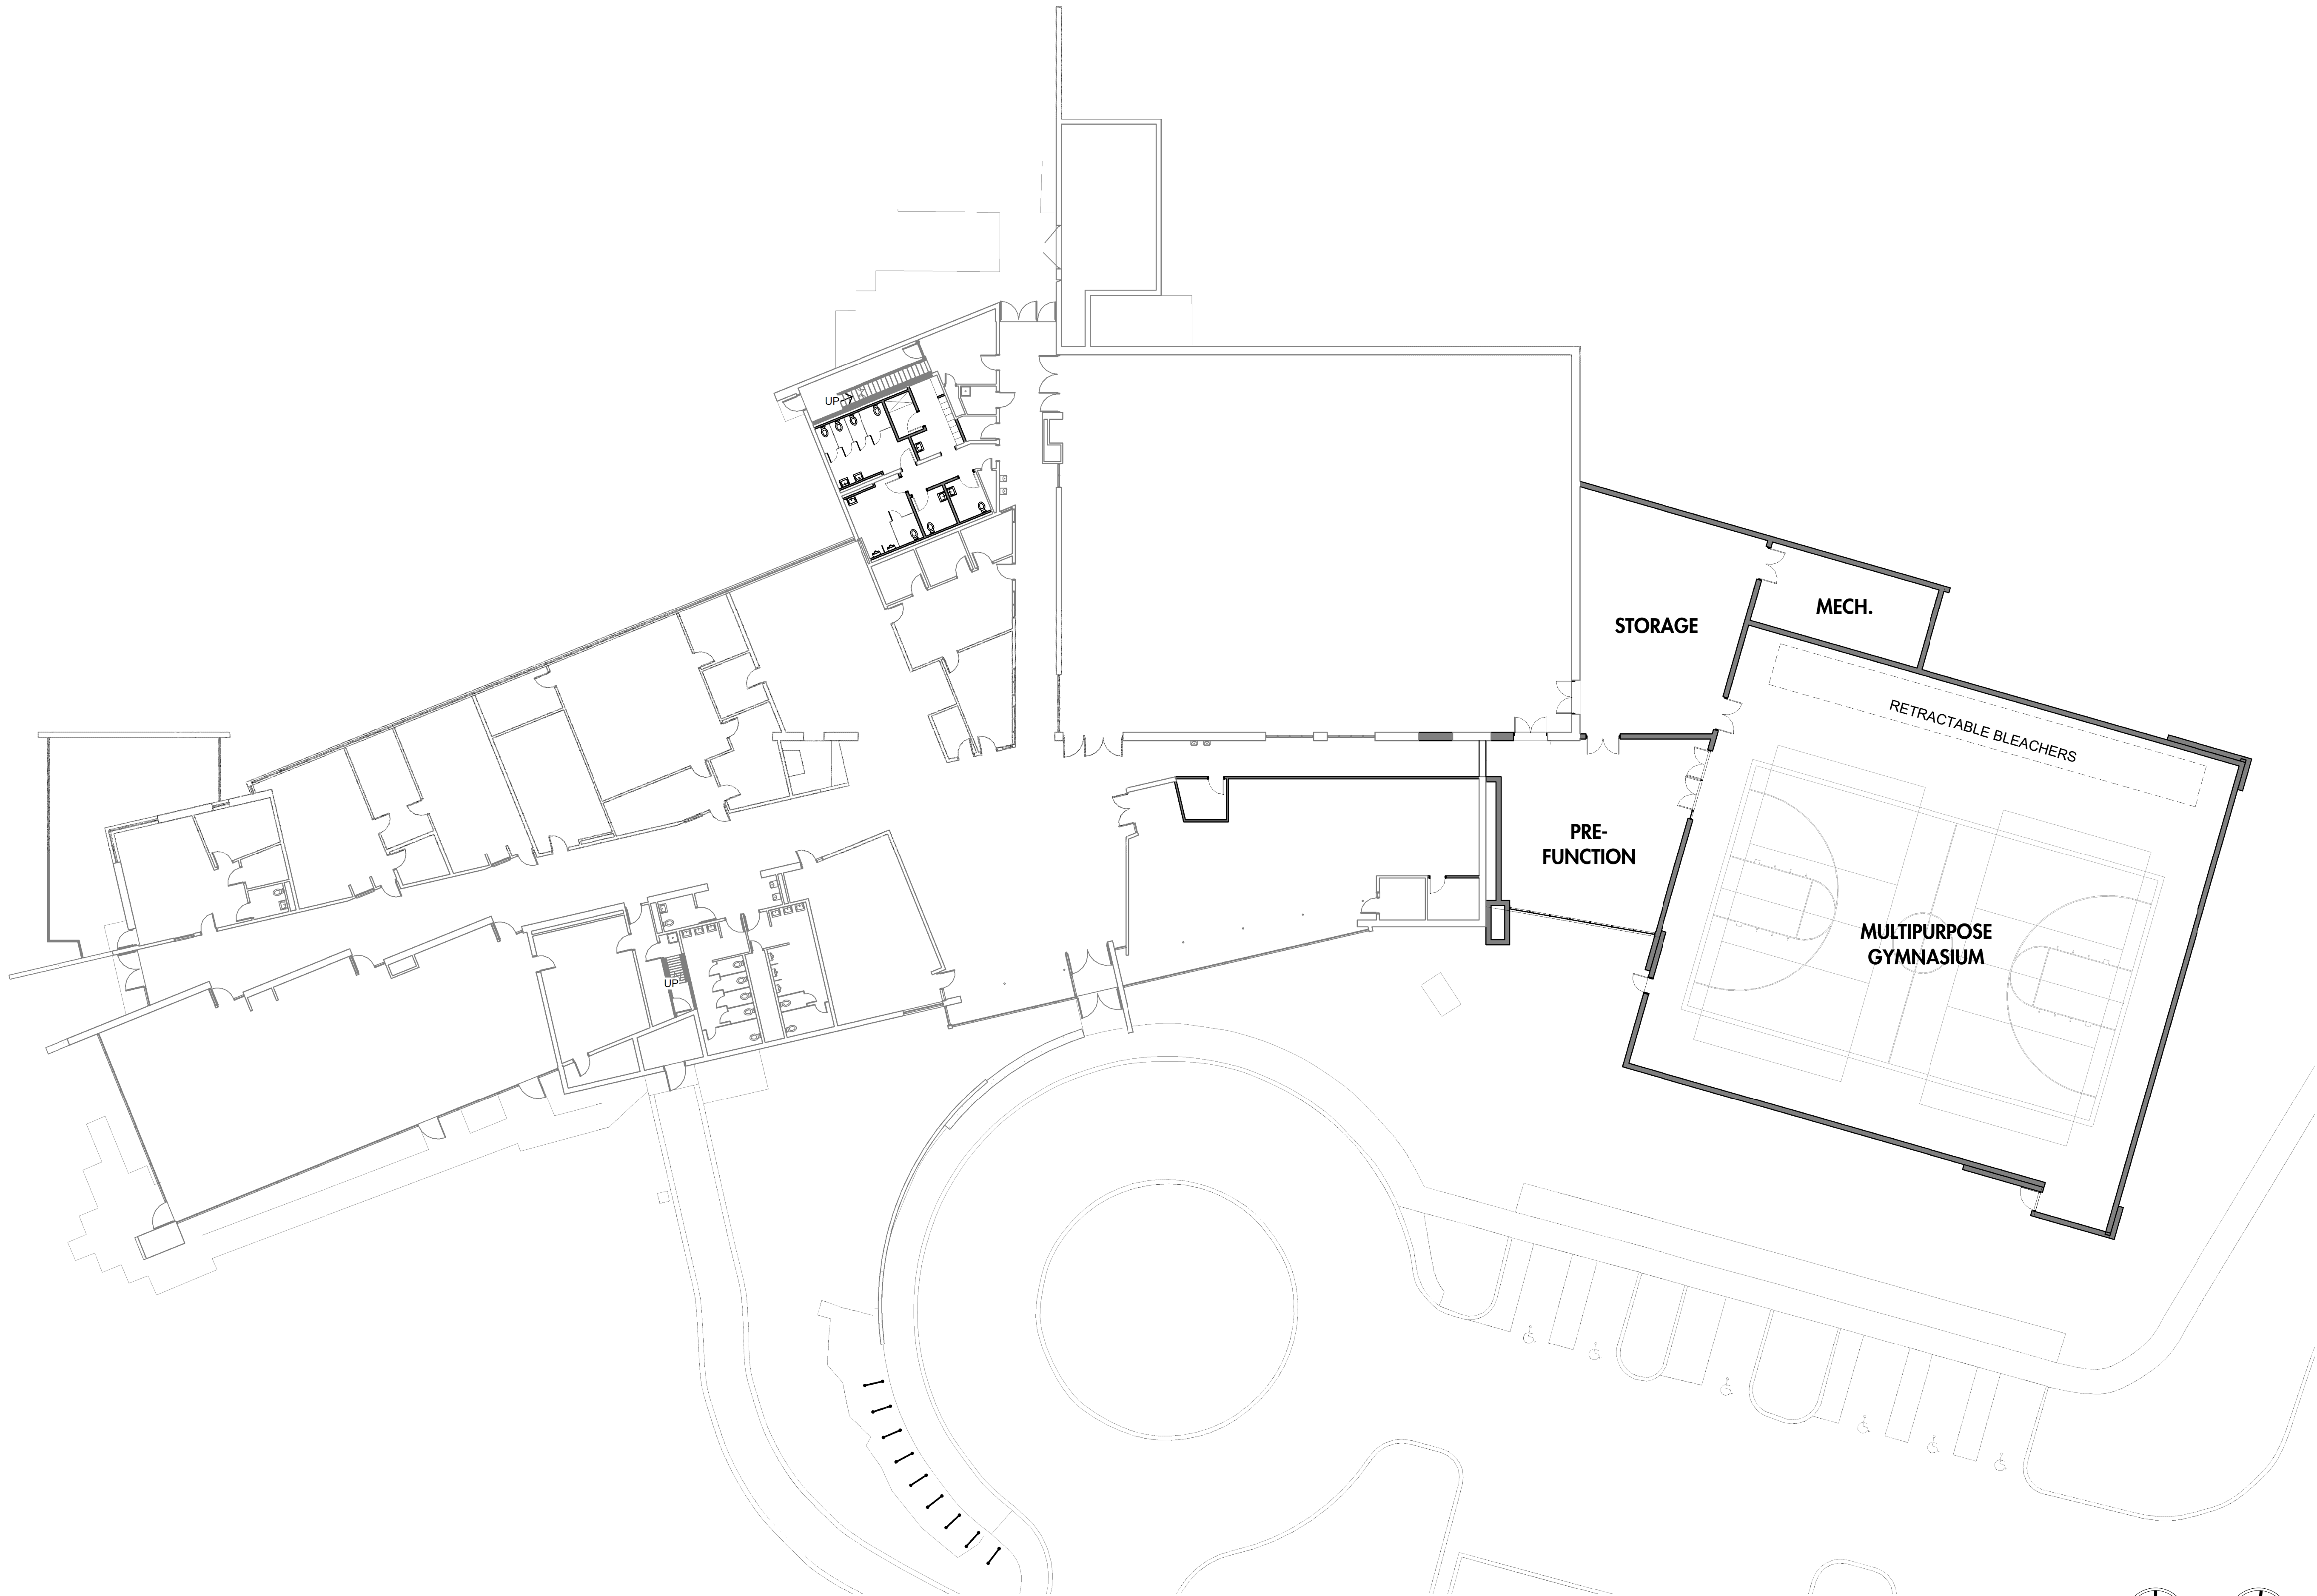 UP
STORAGE
MECH.
RETRACTABLE BLEACHERS
PRE-
FUNCTION
MULTIPURPOSE
GYMNASIUM
UP